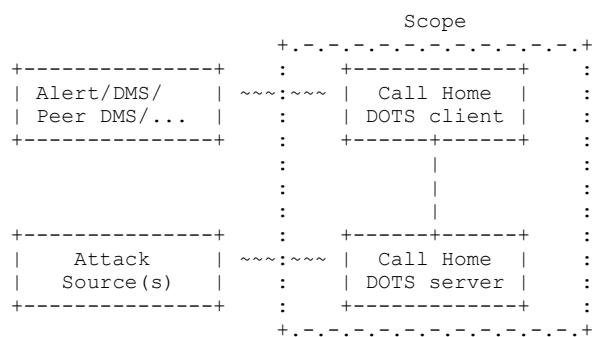 Scope
Alert/DMS/ ~~~ ~~~ Call Home
Peer DMS/... DOTS client
Attack ~~~ ~~~ Call Home
Source(s) DOTS server